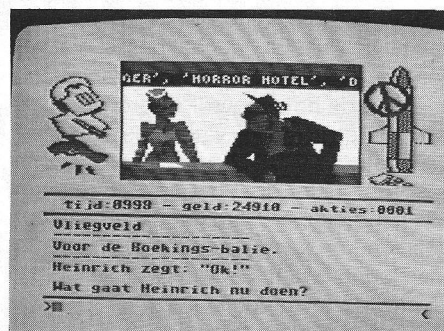 GER', 'HORROR HOTEL', 'D
tijd:0998 - geld:24910 - akties:0001
Vliegveld
Voor de Boekings-balie.
Heinrich zegt: "Ok!"
Wat gaat Heinrich nu doen?
>